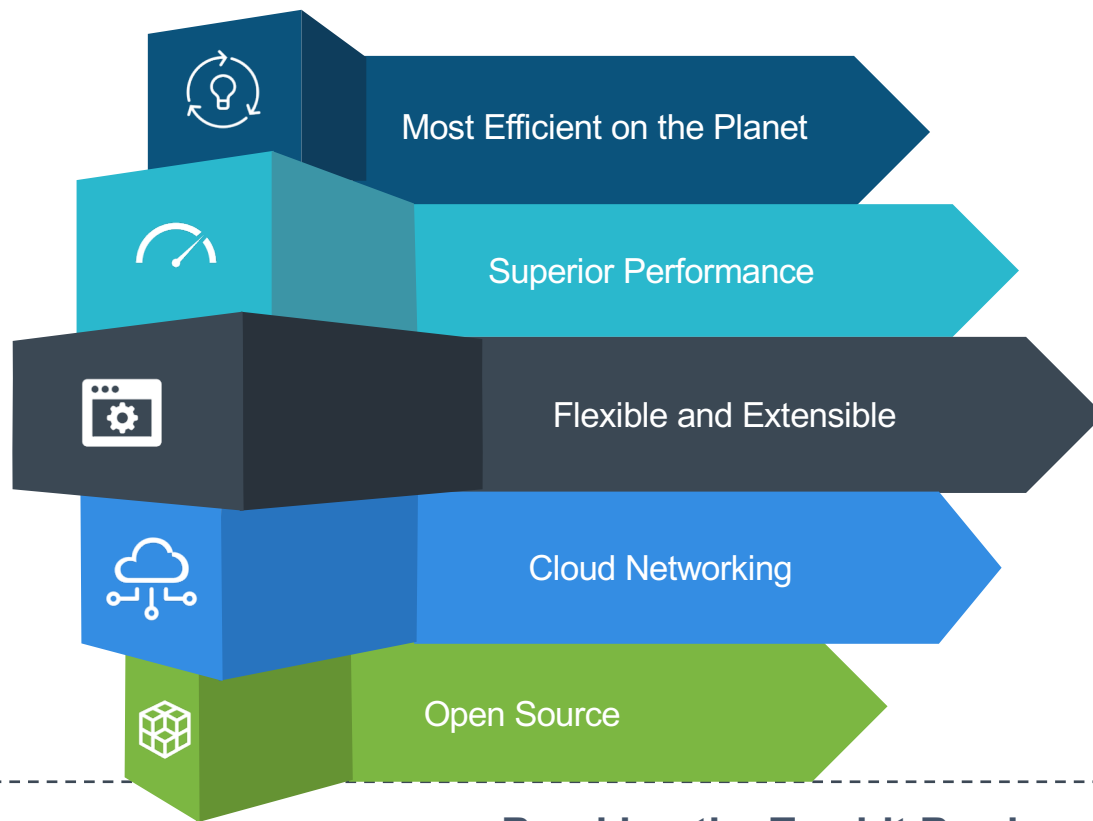 Most Efficient on the Planet
Superior Performance
Flexible and Extensible
Cloud Networking
Open Source